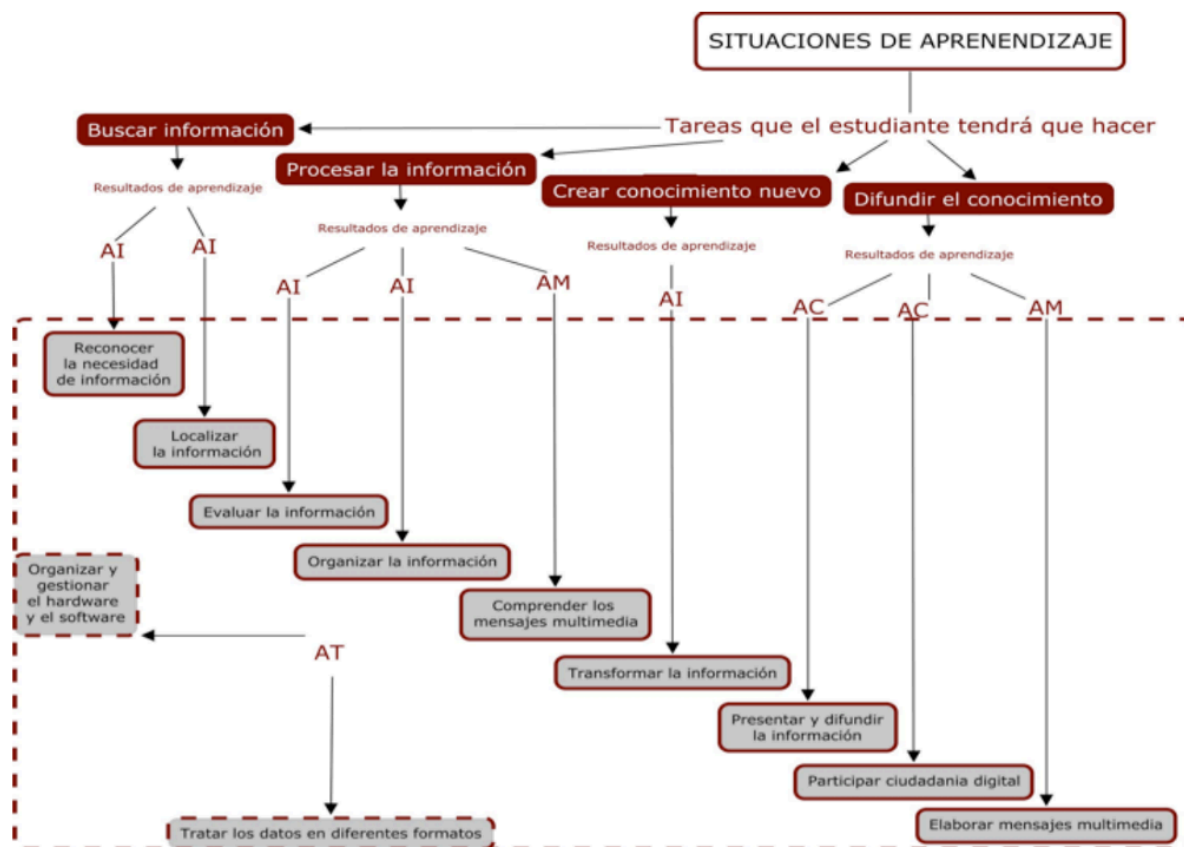 SITUACIONES DE APRENENDIZAJE
Tareas que el estudiante tendrá que hacer
Buscar información
Procesar la información
Crear conocimiento nuevo
Difundir el conocimiento
Resultados de aprendizaje
Resultados de aprendizaje
Resultados de aprendizaje
Resultados de aprendizaje
AI
AI
AI
AI
AM
AI
AC
AC
AM
Reconocer
la necesidad
de información
Localizar
la información
Evaluar la información
Organizar la información
Organizar y
gestionar
el hardware
y el software
Comprender los
mensajes multimedia
AT
Transformar la información
Presentar y difundir
la información
Participar ciudadania digital
Tratar los datos en diferentes formatos
Elaborar mensajes multimedia